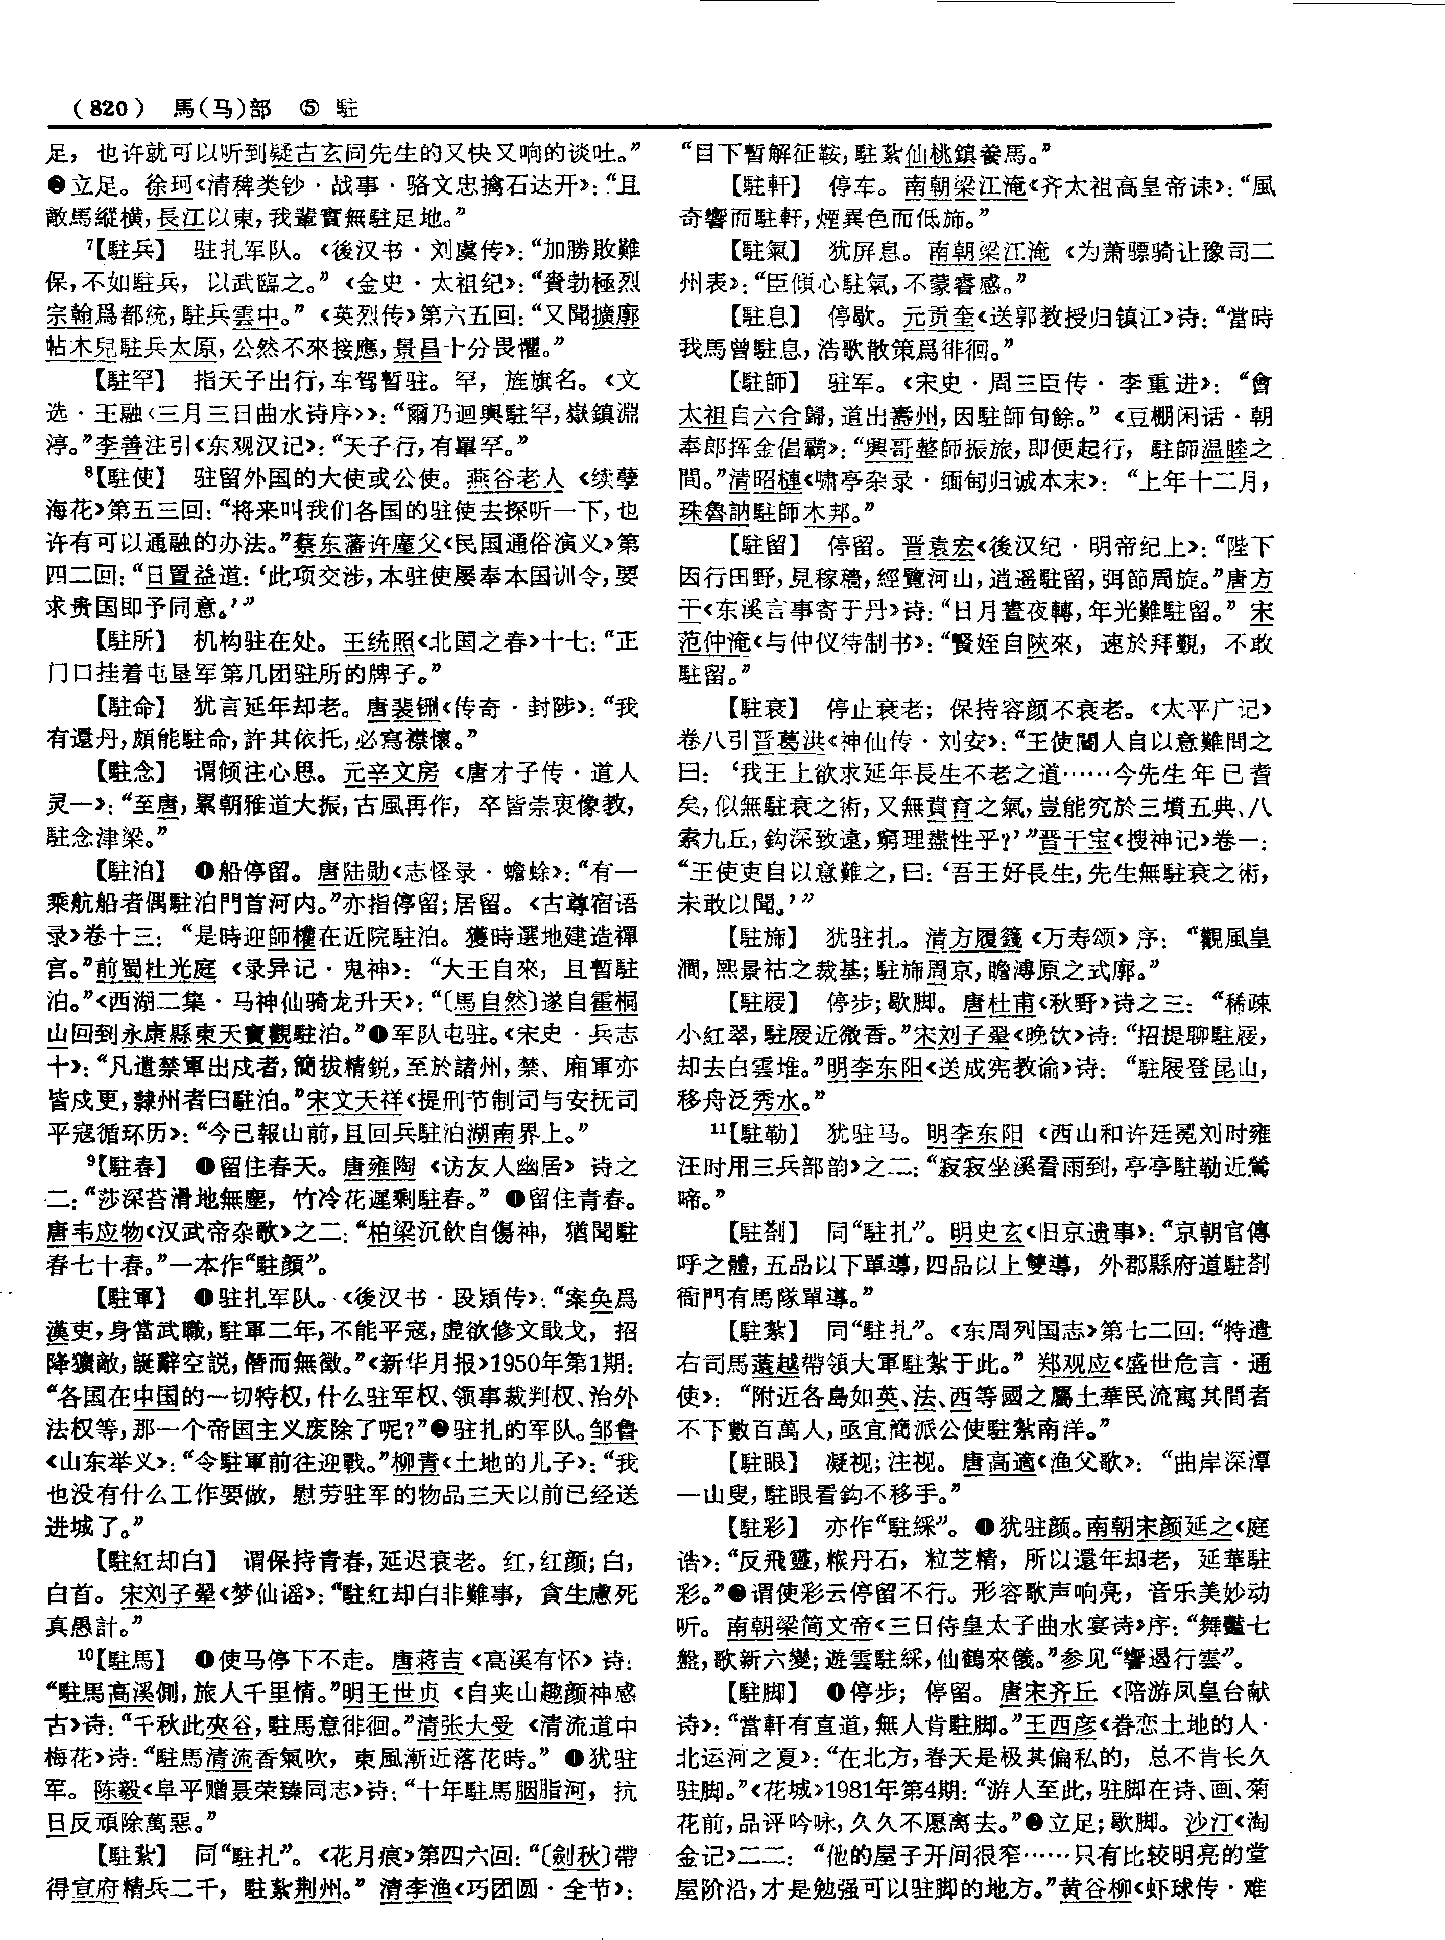 （820） 馬（马）部 ⑤ 駐
足，也许就可以听到疑古玄同先生的又快又响的谈吐。”
❷立足。徐珂《清稗类钞·战事·骆文忠擒石达开》：“且
敵馬縱横，長江以東，我輩實無駐足地。”
⁷【駐兵】 驻扎军队。《後汉书·刘虞传》：“加勝敗難
保，不如駐兵，以武臨之。”《金史·太祖纪》：“賚勃極烈
宗翰爲都統，駐兵雲中。”《英烈传》第六五回：“又聞擴廓
帖木兒駐兵太原，公然不來接應，景昌十分畏懼。”
【駐罕】 指天子出行，车驾暂驻。罕，旌旗名。《文
选·王融〈三月三日曲水诗序〉》：“爾乃迴輿駐罕，嶽鎮淵
渟。”李善注引《东观汉记》：“天子行，有罼罕。”
⁸【駐使】 驻留外国的大使或公使。燕谷老人《续孽
海花》第五三回：“将来叫我们各国的驻使去探听一下，也
许有可以通融的办法。”蔡东藩许廑父《民国通俗演义》第
四二回：“日置益道：‘此项交涉，本驻使屡奉本国训令，要
求贵国即予同意。’”
【駐所】 机构驻在处。王统照《北国之春》十七：“正
门口挂着屯垦军第几团驻所的牌子。”
【駐命】 犹言延年却老。唐裴铏《传奇·封陟》：“我
有還丹，頗能駐命，許其依托，必寫襟懷。”
【駐念】 谓倾注心思。元辛文房《唐才子传·道人
灵一》：“至唐，累朝雅道大振，古風再作，卒皆崇衷像教，
駐念津梁。”
【駐泊】 ❶船停留。唐陆勋《志怪录·蟾蜍》：“有一
乘航船者偶駐泊門首河内。”亦指停留；居留。《古尊宿语
录》卷十三：“是時迎師權在近院駐泊。獲時選地建造禪
宫。”前蜀杜光庭《录异记·鬼神》：“大王自來，且暫駐
泊。”《西湖二集·马神仙骑龙升天》：“〔馬自然〕遂自霍桐
山回到永康縣東天寶觀駐泊。”❶军队屯驻。《宋史·兵志
十》：“凡遣禁軍出戍者，簡拔精鋭，至於諸州，禁、廂軍亦
皆戍更，隸州者曰駐泊。”宋文天祥《提刑节制司与安抚司
平寇循环历》：“今已報山前，且回兵駐泊湖南界上。”
⁹【駐春】 ❶留住春天。唐雍陶《访友人幽居》诗之
二：“莎深苔滑地無塵，竹冷花遲剩駐春。” ❶留住青春。
唐韦应物《汉武帝杂歌》之二：“柏梁沉飲自傷神，猶聞駐
春七十春。”一本作“駐顔”。
【駐軍】 ❶驻扎军队。《後汉书·段颎传》：“案奂爲
漢吏，身當武職，駐軍二年，不能平寇，虚欲修文戢戈，招
降獷敵，誕辭空説，僭而無徵。”《新华月报》1950年第1期：
“各国在中国的一切特权，什么驻军权、领事裁判权、治外
法权等，那一个帝国主义废除了呢？”❷驻扎的军队。邹鲁
《山东举义》：“令駐軍前往迎戰。”柳青《土地的儿子》：“我
也没有什么工作要做，慰劳驻军的物品三天以前已经送
进城了。”
【駐紅却白】 谓保持青春，延迟衰老。红，红颜；白，
白首。宋刘子翚《梦仙谣》：“駐紅却白非難事，貪生慮死
真愚計。”
¹⁰【駐馬】 ❶使马停下不走。唐蒋吉《高溪有怀》诗：
“駐馬高溪側，旅人千里情。”明王世贞《自夹山趣颜神感
古》诗：“千秋此夾谷，駐馬意徘徊。”清张大受《清流道中
梅花》诗：“駐馬清流香氣吹，東風漸近落花時。” ❶犹驻
军。陈毅《阜平赠聂荣臻同志》诗：“十年駐馬胭脂河，抗
日反頑除萬惡。”
【駐紮】 同“駐扎”。《花月痕》第四六回：“〔劍秋〕帶
得宣府精兵二千，駐紮荆州。”清李渔《巧团圆·全节》：
“目下暫解征鞍，駐紮仙桃鎮養馬。”
【駐軒】 停车。南朝梁江淹《齐太祖高皇帝诔》：“風
奇響而駐軒，煙異色而低斾。”
【駐氣】 犹屏息。南朝梁江淹《为萧骠骑让豫司二
州表》：“臣傾心駐氣，不蒙睿感。”
【駐息】 停歇。元贡奎《送郭教授归镇江》诗：“當時
我馬曾駐息，浩歌散策爲徘徊。”
【駐師】 驻军。《宋史·周三臣传·李重进》：“會
太祖自六合歸，道出壽州，因駐師旬餘。”《豆棚闲话·朝
奉郎挥金倡霸》：“興哥整師振旅，即便起行，駐師温陵之
間。”清昭梿《啸亭杂录·缅甸归诚本末》：“上年十二月，
珠魯訥駐師木邦。”
【駐留】 停留。晋袁宏《後汉纪·明帝纪上》：“陛下
因行田野，見稼穡，經覽河山，逍遥駐留，弭節周旋。”唐方
干《东溪言事寄于丹》诗：“日月晝夜轉，年光難駐留。”宋
范仲淹《与仲仪待制书》：“賢姪自陝來，速於拜覲，不敢
駐留。”
【駐衰】 停止衰老；保持容颜不衰老。《太平广记》
卷八引晋葛洪《神仙传·刘安》：“王使閽人自以意難問之
曰：‘我王上欲求延年長生不老之道……今先生年已耆
矣，似無駐衰之術，又無賁育之氣，豈能究於三墳五典、八
索九丘，鈎深致遠，窮理盡性乎？’”晋干宝《搜神记》卷一：
“王使吏自以意難之，曰：‘吾王好長生，先生無駐衰之術，
未敢以聞。’”
【駐斾】 犹驻扎。清方履籛《万寿颂》序：“觀風皇
澗，熙景祜之裁基；駐斾周京，瞻溥原之式廓。”
【駐屐】 停步；歇脚。唐杜甫《秋野》诗之三：“稀疎
小紅翠，駐屐近微香。”宋刘子翚《晚饮》诗：“招提聊駐屐，
却去白雲堆。”明李东阳《送成宪教谕》诗：“駐屐登昆山，
移舟泛秀水。”
¹¹【駐勒】 犹驻马。明李东阳《西山和许廷冕刘时雍
汪时用三兵部韵》之二：“寂寂坐溪看雨到，亭亭駐勒近鶯
啼。”
【駐剳】 同“駐扎”。明史玄《旧京遗事》：“京朝官傳
呼之體，五品以下單導，四品以上雙導，外郡縣府道駐剳
衙門有馬隊單導。”
【駐紮】 同“駐扎”。《东周列国志》第七二回：“特遣
右司馬薳越帶領大軍駐紮于此。”郑观应《盛世危言·通
使》：“附近各島如英、法、西等國之屬土華民流寓其間者
不下數百萬人，亟宜簡派公使駐紮南洋。”
【駐眼】 凝视；注视。唐高適《渔父歌》：“曲岸深潭
一山叟，駐眼看鈎不移手。”
【駐彩】 亦作“駐綵”。❶犹驻颜。南朝宋颜延之《庭
诰》：“反飛靈，糇丹石，粒芝精，所以還年却老，延華駐
彩。”❷谓使彩云停留不行。形容歌声响亮，音乐美妙动
听。南朝梁简文帝《三日侍皇太子曲水宴诗》序：“舞豔七
盤，歌新六變；遊雲駐綵，仙鶴來儀。”参见“響遏行雲”。
【駐脚】 ❶停步；停留。唐宋齐丘《陪游凤皇台献
诗》：“當軒有直道，無人肯駐脚。”王西彦《眷恋土地的人·
北运河之夏》：“在北方，春天是极其偏私的，总不肯长久
驻脚。”《花城》1981年第4期：“游人至此，驻脚在诗、画、菊
花前，品评吟咏，久久不愿离去。”❷立足；歇脚。沙汀《淘
金记》二二：“他的屋子开间很窄……只有比较明亮的堂
屋阶沿，才是勉强可以驻脚的地方。”黄谷柳《虾球传·难